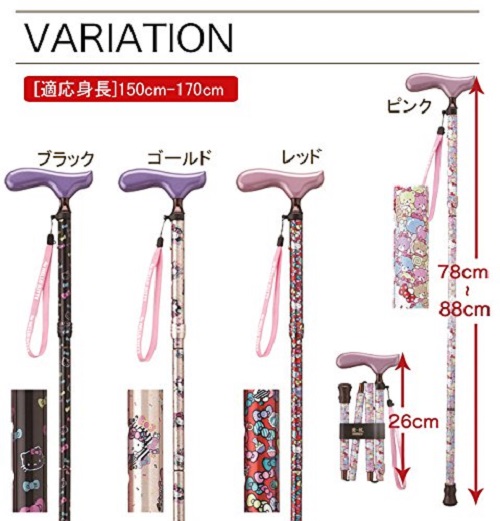 VARIATION
[適応身長]150cm-170cm
ピンク
ブラック
ゴールド
レッド
78cm
~
88cm
26cm